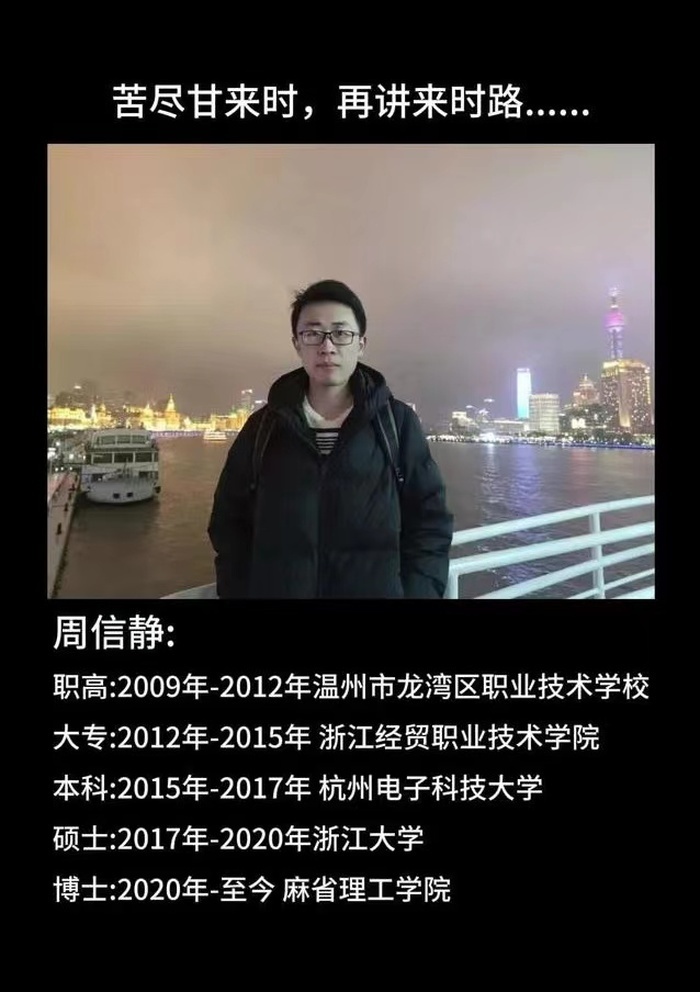 苦尽甘来时，再讲来时路......
周信静:
职高:2009年-2012年温州市龙湾区职业技术学校
大专:2012年-2015年 浙江经贸职业技术学院
本科:2015年-2017年 杭州电子科技大学
硕士:2017年-2020年浙江大学
博士:2020年-至今 麻省理工学院